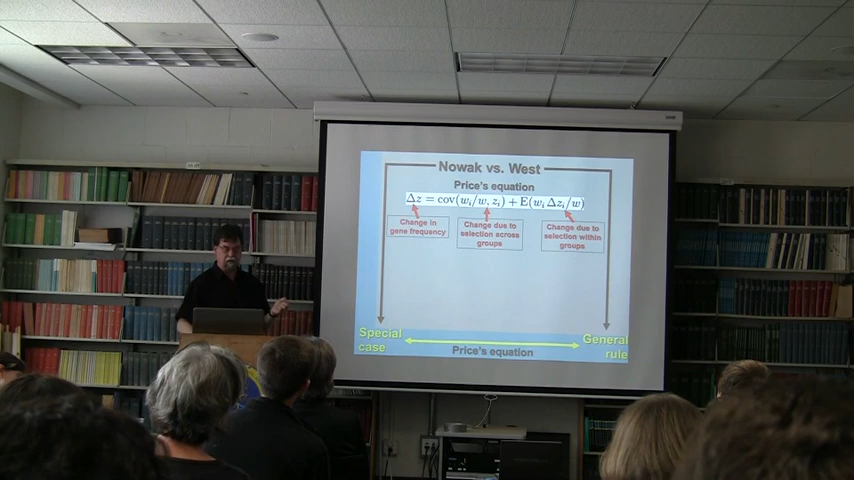 Nowak vs. West
Price's equation
Δz = cov(wᵢ/w, zᵢ) + E(wᵢ Δzᵢ/w)
Change in
gene frequency
Change due to
selection across
groups
Change due to
selection within
groups
Special
case
Price's equation
General
rule